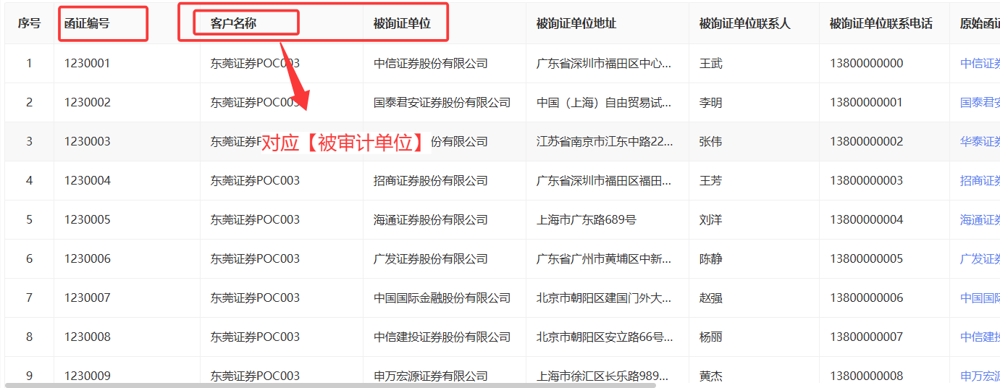 序号 函证编号 客户名称 被询证单位 被询证单位地址 被询证单位联系人 被询证单位联系电话 原始函证
1 1230001 东莞证券POC003 中信证券股份有限公司 广东省深圳市福田区中心... 王武 13800000000 中信证券
2 1230002 东莞证券POC003 国泰君安证券股份有限公司 中国（上海）自由贸易试... 李明 13800000001 国泰君安
3 1230003 东莞证券P 份有限公司 江苏省南京市江东中路22... 张伟 13800000002 华泰证券
对应【被审计单位】
4 1230004 东莞证券POC003 招商证券股份有限公司 广东省深圳市福田区福田... 王芳 13800000003 招商证券
5 1230005 东莞证券POC003 海通证券股份有限公司 上海市广东路689号 刘洋 13800000004 海通证券
6 1230006 东莞证券POC003 广发证券股份有限公司 广东省广州市黄埔区中新... 陈静 13800000005 广发证券
7 1230007 东莞证券POC003 中国国际金融股份有限公司 北京市朝阳区建国门外大... 赵强 13800000006 中国国际
8 1230008 东莞证券POC003 中信建投证券股份有限公司 北京市朝阳区安立路66号... 杨丽 13800000007 中信建投
9 1230009 东莞证券POC003 申万宏源证券有限公司 上海市徐汇区长乐路989... 黄杰 13800000008 申万宏源